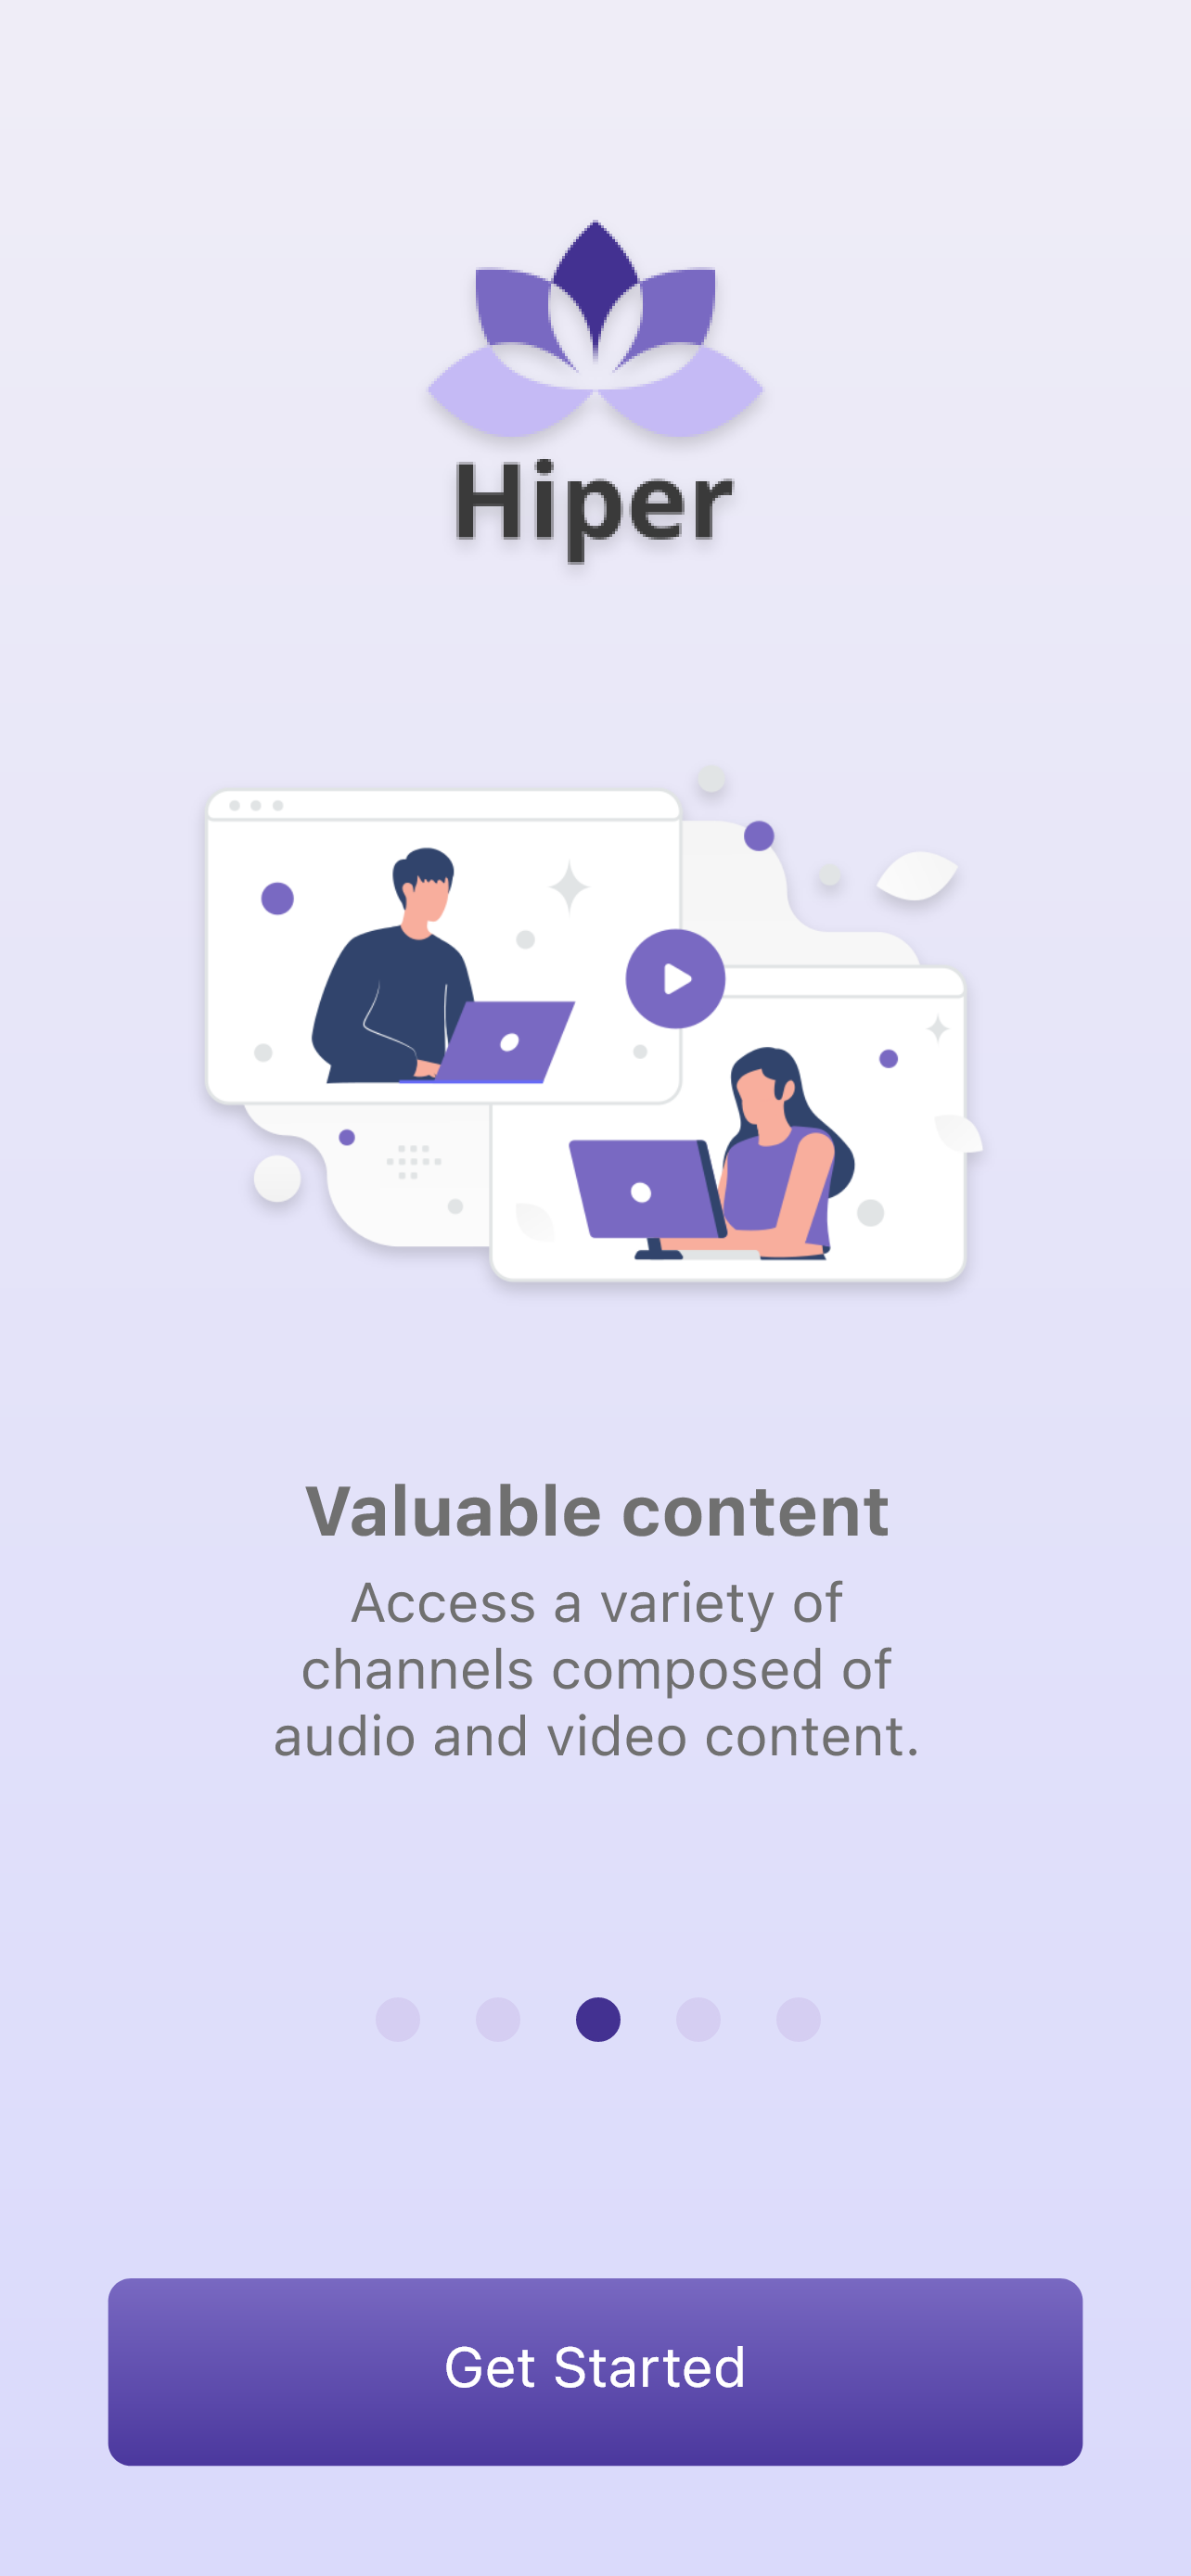 Hiper
Valuable content
Access a variety of
channels composed of
audio and video content.
Get Started